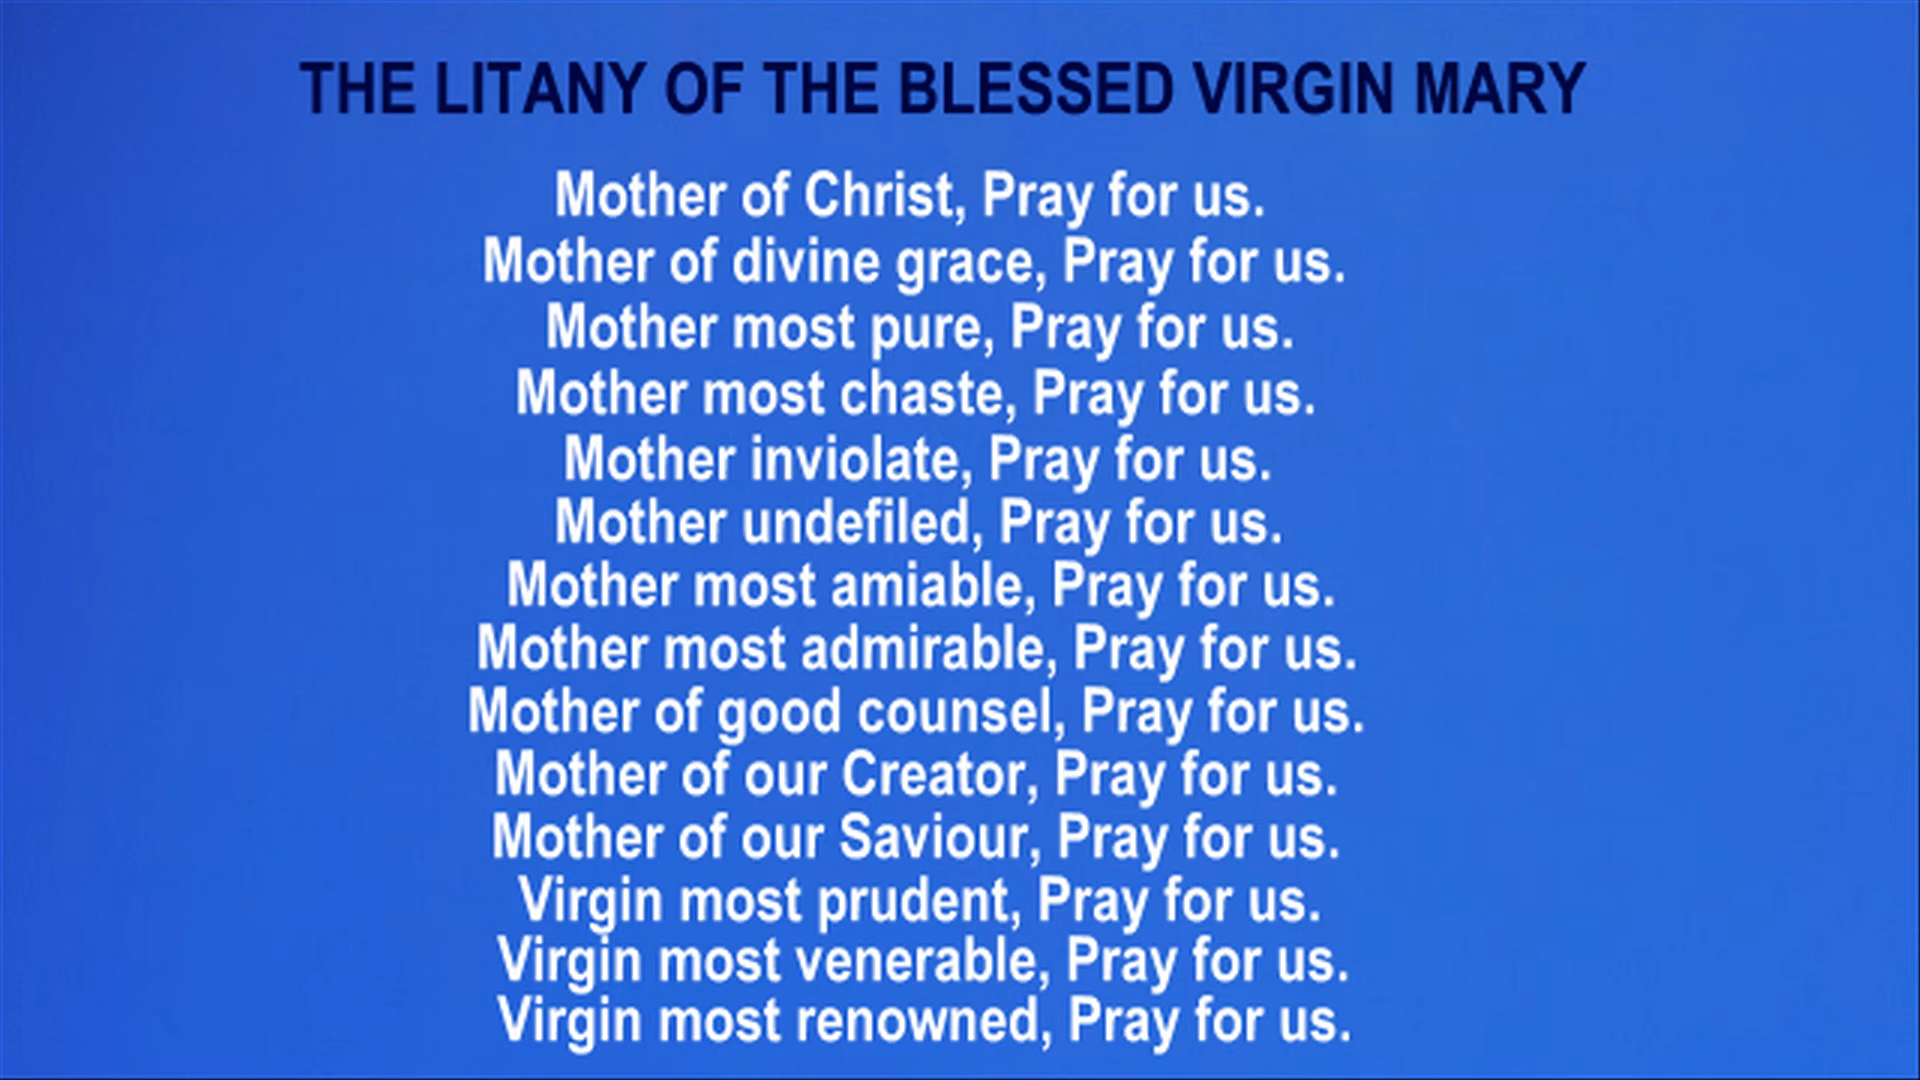 THE LITANY OF THE BLESSED VIRGIN MARY
Mother of Christ, Pray for us.
Mother of divine grace, Pray for us.
Mother most pure, Pray for us.
Mother most chaste, Pray for us.
Mother inviolate, Pray for us.
Mother undefiled, Pray for us.
Mother most amiable, Pray for us.
Mother most admirable, Pray for us.
Mother of good counsel, Pray for us.
Mother of our Creator, Pray for us.
Mother of our Saviour, Pray for us.
Virgin most prudent, Pray for us.
Virgin most venerable, Pray for us.
Virgin most renowned, Pray for us.